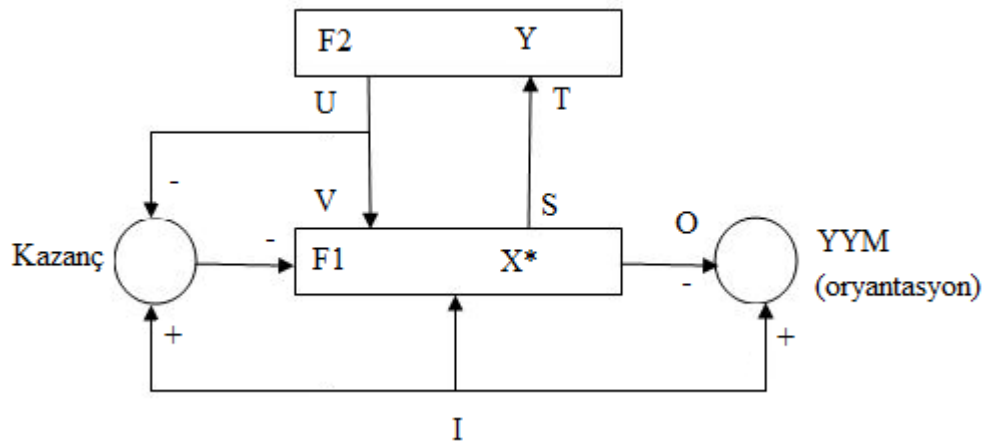 F2 Y
U T
-
V S
Kazanç - F1 X* O - YYM
(oryantasyon)
+ +
I